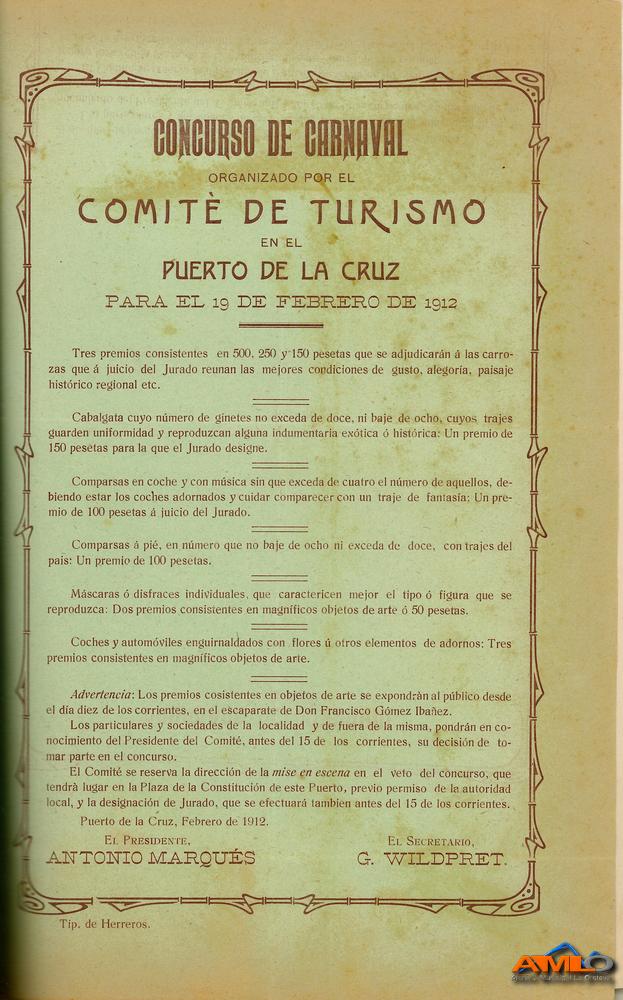 CONCURSO DE CARNAVAL
ORGANIZADO POR EL
COMITÈ DE TURISMO
EN EL
PUERTO DE LA CRUZ
PARA EL 19 DE FEBRERO DE 1912
Tres premios consistentes en 500, 250 y 150 pesetas que se adjudicarán á las carro-
zas que á juicio del Jurado reunan las mejores condiciones de gusto, alegoría, paisaje
histórico regional etc.
Cabalgata cuyo número de ginetes no exceda de doce, ni baje de ocho, cuyos trajes
guarden uniformidad y reproduzcan alguna indumentaria exótica ó histórica: Un premio de
150 pesetas para la que el Jurado designe.
Comparsas en coche y con música sin que exceda de cuatro el número de aquellos, de-
biendo estar los coches adornados y cuidar comparecer con un traje de fantasía: Un pre-
mio de 100 pesetas á juicio del Jurado.
Comparsas á pié, en número que no baje de ocho ni exceda de doce, con trajes del
país: Un premio de 100 pesetas.
Máscaras ó disfraces individuales, que caractericen mejor el tipo ó figura que se
reproduzca: Dos premios consistentes en magníficos objetos de arte ó 50 pesetas.
Coches y automóviles enguirnaldados con flores ú otros elementos de adornos: Tres
premios consistentes en magníficos objetos de arte.
Advertencia: Los premios cosistentes en objetos de arte se expondràn al público desde
el día diez de los corrientes, en el escaparate de Don Francisco Gómez Ibañez.
Los particulares y sociedades de la localidad y de fuera de la misma, pondrán en co-
nocimiento del Presidente del Comité, antes del 15 de los corrientes, su decisión de to-
mar parte en el concurso.
El Comité se reserva la dirección de la mise en escena en el veto del concurso, que
tendrà lugar en la Plaza de la Constitución de este Puerto, previo permiso de la autoridad
local, y la designación de Jurado, que se efectuará tambien antes del 15 de los corrientes.
Puerto de la Cruz, Febrero de 1912.
EL PRESIDENTE, EL SECRETARIO,
ANTONIO MARQUÉS G. WILDPRET.
Tip. de Herreros.
AMLO